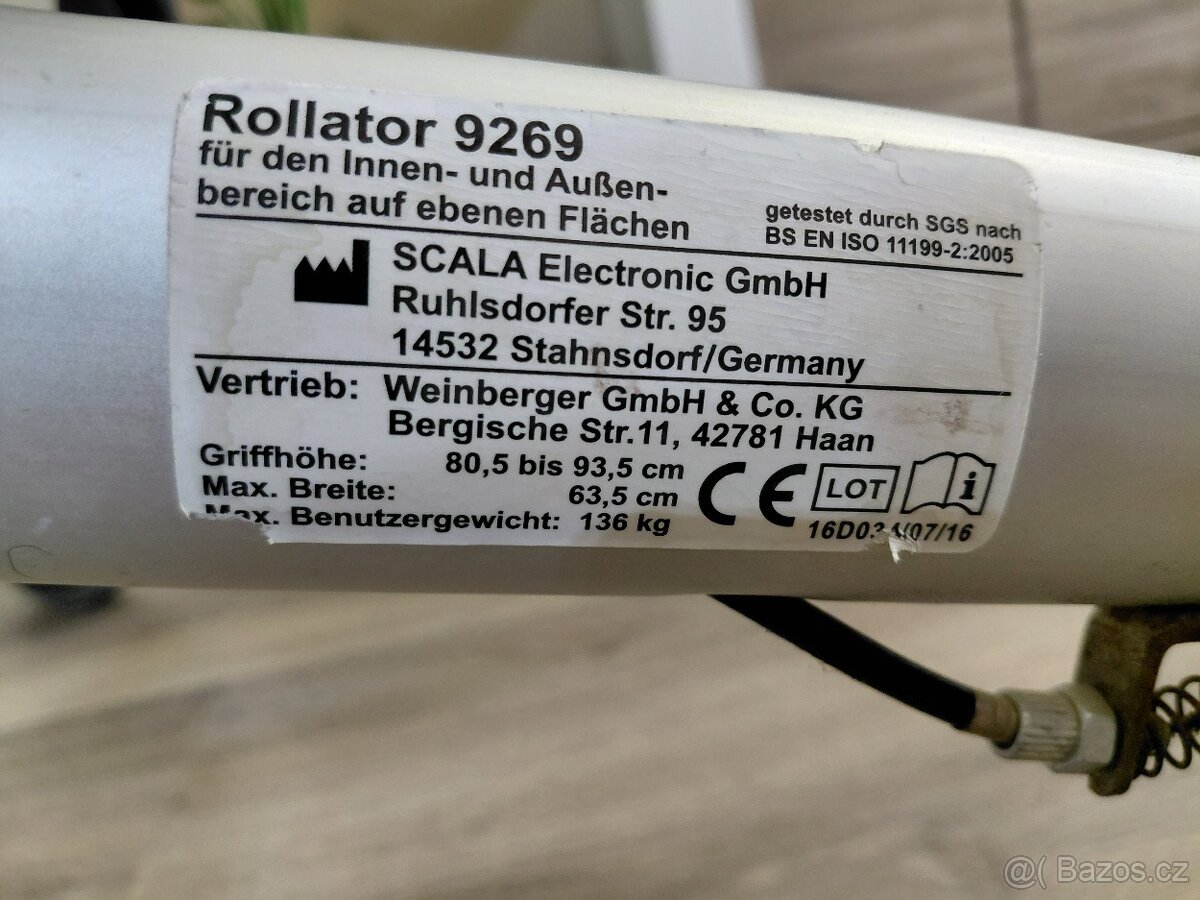 Rollator 9269
für den Innen- und Außen-
bereich auf ebenen Flächen
getestet durch SGS nach
BS EN ISO 11199-2:2005
SCALA Electronic GmbH
Ruhlsdorfer Str. 95
14532 Stahnsdorf/Germany
Vertrieb: Weinberger GmbH & Co. KG
Bergische Str.11, 42781 Haan
Griffhöhe: 80,5 bis 93,5 cm
Max. Breite: 63,5 cm
Max. Benutzergewicht: 136 kg
CE LOT i
@( Bazos.cz